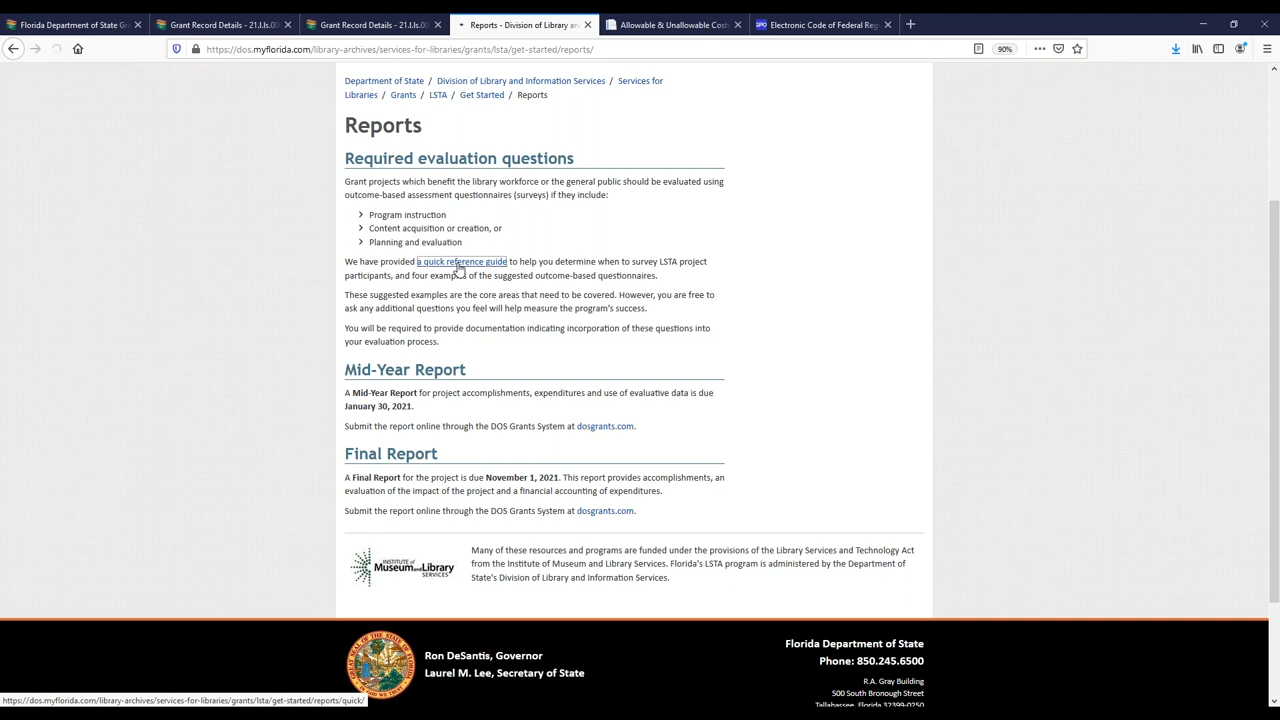 Florida Department of State Gr
Grant Record Details - 21.I.ls.00
Grant Record Details - 21.I.ls.00
Reports - Division of Library an
Allowable & Unallowable Cost
Electronic Code of Federal Reg
https://dos.myflorida.com/library-archives/services-for-libraries/grants/lsta/get-started/reports/
90%
Department of State / Division of Library and Information Services / Services for
Libraries / Grants / LSTA / Get Started / Reports
Reports
Required evaluation questions
Grant projects which benefit the library workforce or the general public should be evaluated using
outcome-based assessment questionnaires (surveys) if they include:
Program instruction
Content acquisition or creation, or
Planning and evaluation
We have provided a quick reference guide to help you determine when to survey LSTA project
participants, and four examples of the suggested outcome-based questionnaires.
These suggested examples are the core areas that need to be covered. However, you are free to
ask any additional questions you feel will help measure the program's success.
You will be required to provide documentation indicating incorporation of these questions into
your evaluation process.
Mid-Year Report
A Mid-Year Report for project accomplishments, expenditures and use of evaluative data is due
January 30, 2021.
Submit the report online through the DOS Grants System at dosgrants.com.
Final Report
A Final Report for the project is due November 1, 2021. This report provides accomplishments, an
evaluation of the impact of the project and a financial accounting of expenditures.
Submit the report online through the DOS Grants System at dosgrants.com.
INSTITUTE of
Museum and Library
SERVICES
Many of these resources and programs are funded under the provisions of the Library Services and Technology Act
from the Institute of Museum and Library Services. Florida's LSTA program is administered by the Department of
State's Division of Library and Information Services.
Ron DeSantis, Governor
Laurel M. Lee, Secretary of State
Florida Department of State
Phone: 850.245.6500
R.A. Gray Building
500 South Bronough Street
Tallahassee, Florida 32399-0250
https://dos.myflorida.com/library-archives/services-for-libraries/grants/lsta/get-started/reports/quick/